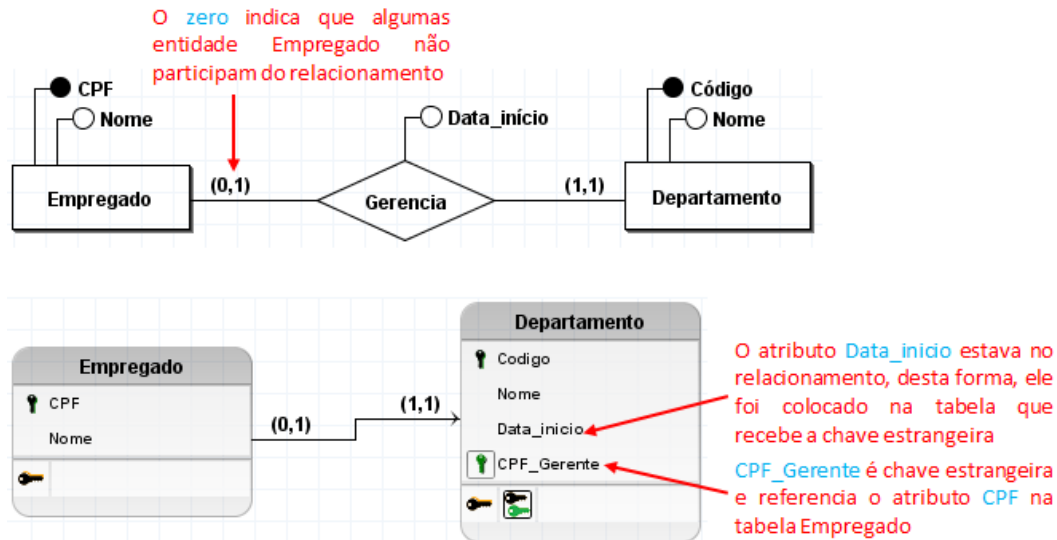 O zero indica que algumas
entidade Empregado não
participam do relacionamento
CPF
Nome
Data_início
Código
Nome
Empregado
(0,1)
Gerencia
(1,1)
Departamento
Departamento
Codigo
Nome
Data_inicio
CPF_Gerente
Empregado
CPF
Nome
(0,1)
(1,1)
O atributo Data_inicio estava no
relacionamento, desta forma, ele
foi colocado na tabela que
recebe a chave estrangeira
CPF_Gerente é chave estrangeira
e referencia o atributo CPF na
tabela Empregado